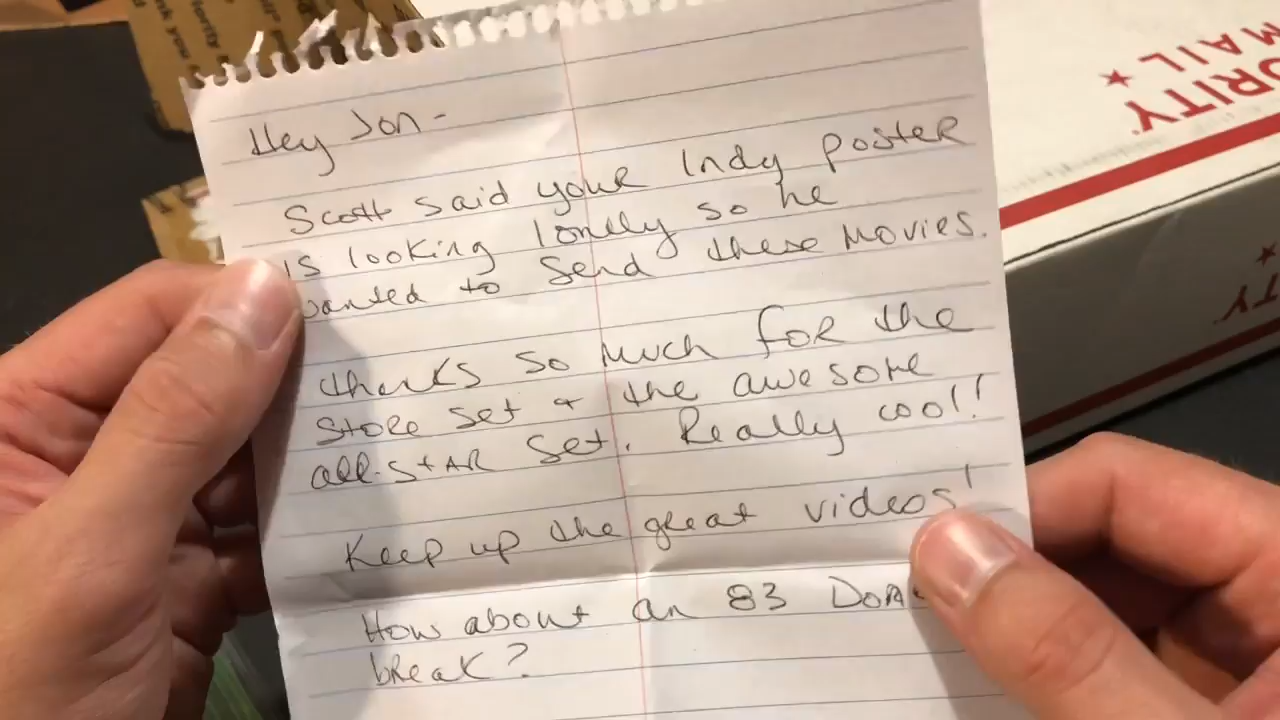 Hey Jon-
Scott said your Indy poster
is looking lonely so he
wanted to send these movies.
thanks so much for the
store set + the awesome
all-star set. Really cool!
Keep up the great videos!
How about an 83
break?
ORITY
MAIL